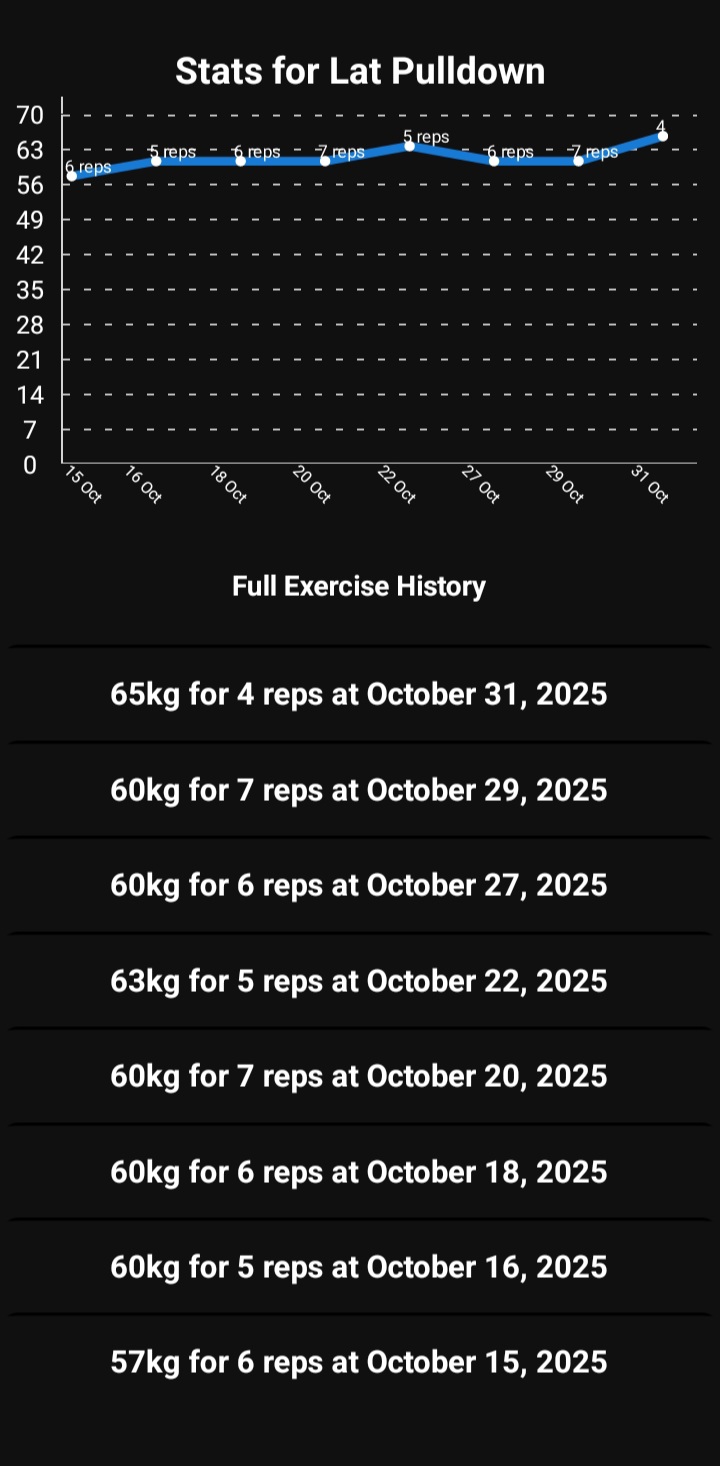 Stats for Lat Pulldown
70
63
56
49
42
35
28
21
14
7
0
6 reps
5 reps
6 reps
7 reps
5 reps
6 reps
7 reps
4
15 Oct
16 Oct
18 Oct
20 Oct
22 Oct
27 Oct
29 Oct
31 Oct
Full Exercise History
65kg for 4 reps at October 31, 2025
60kg for 7 reps at October 29, 2025
60kg for 6 reps at October 27, 2025
63kg for 5 reps at October 22, 2025
60kg for 7 reps at October 20, 2025
60kg for 6 reps at October 18, 2025
60kg for 5 reps at October 16, 2025
57kg for 6 reps at October 15, 2025